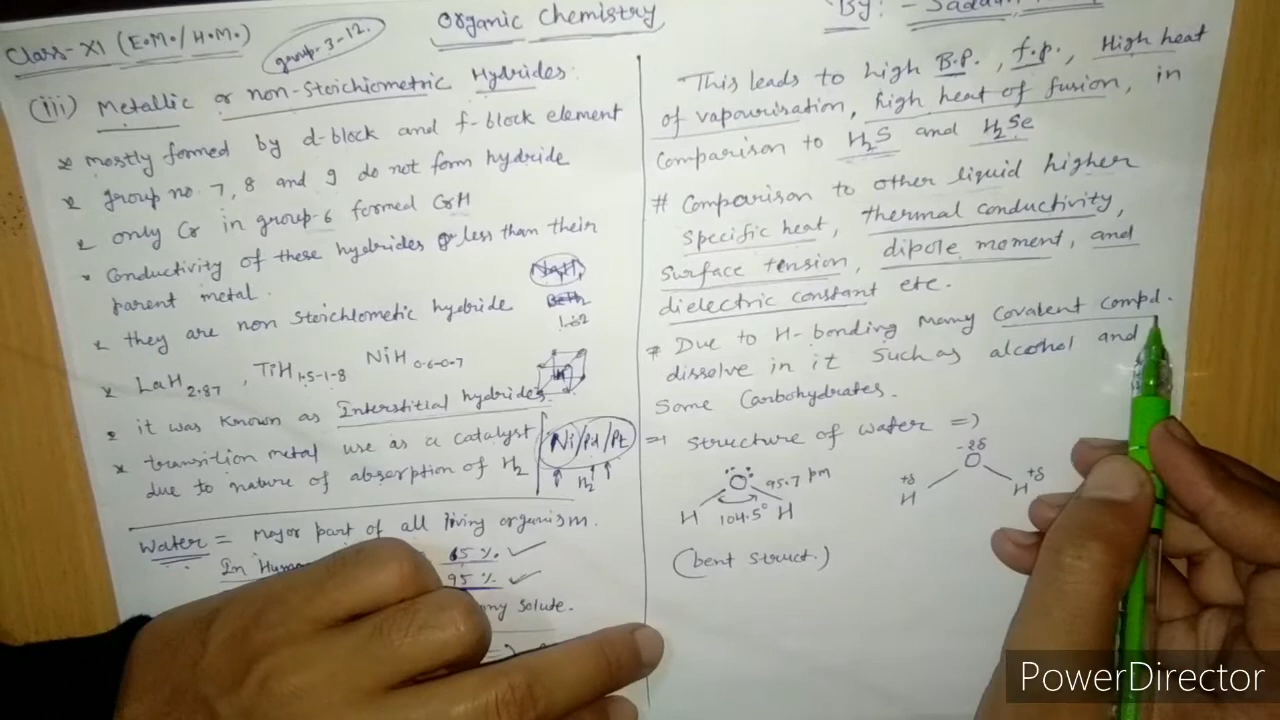 Organic Chemistry
By: -
Class-XI (E.M./H.M.)
group-3-12.
(iii) Metallic or non-Stoichiometric Hydrides
* mostly formed by d-block and f-block element
* group no. 7, 8 and 9 do not form hydride
* only Cr in group-6 formed CrH
* Conductivity of these hybrides less than their
parent metal.
* they are non stoichlometic hybride
* LaH2.87 , TiH1.5-1-8 NiH0.6-0-7
* it was known as Interstitial hybrides
* transition metal use as a catalyst
due to nature of absorption of H2
Ni/Pd/Pt
H2
Water = major part of all living organism.
In Human
65 %.
95 %
solute.
This leads to high B.P., f.p., High heat
of vapourisation, high heat of fusion, in
Comparison to H2S and H2Se
# Comparison to other liquid higher
Specific heat, thermal conductivity,
Surface tension, dipole moment, and
dielectric constant etc.
# Due to H-bonding many Covalent compd.
dissolve in it such as alcohol and
Some Carbohydrates.
=> structure of water =>
O 95.7 pm
H 104.5° H
(bent struct.)
-2δ
O
+δ
H
+δ
H
PowerDirector